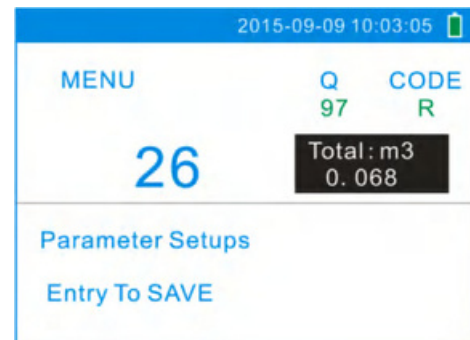 2015-09-09 10:03:05
MENU Q CODE
97 R
26 Total:m3
0.068
Parameter Setups
Entry To SAVE